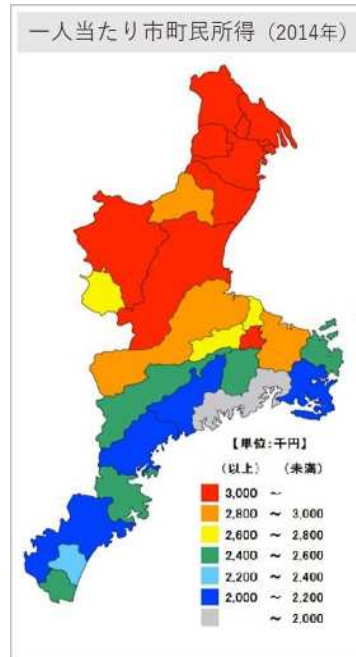 一人当たり市町民所得（2014年）
【単位：千円】
（以上） （未満）
3,000 ～
2,800 ～ 3,000
2,600 ～ 2,800
2,400 ～ 2,600
2,200 ～ 2,400
2,000 ～ 2,200
～ 2,000